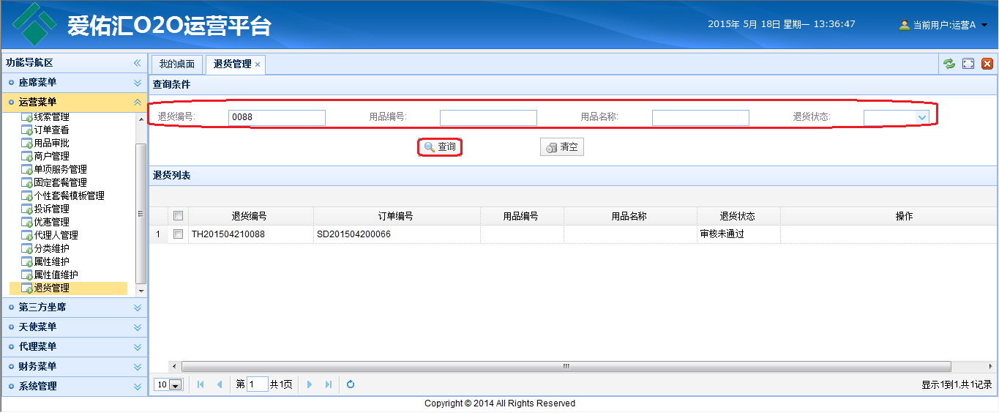 爱佑汇O2O运营平台
2015年 5月 18日 星期一 13:36:47
当前用户:运营A
功能导航区
座席菜单
运营菜单
线索管理
订单查看
用品审批
商户管理
单项服务管理
固定套餐管理
个性套餐模板管理
投诉管理
优惠管理
代理人管理
分类维护
属性维护
属性值维护
退货管理
第三方坐席
天使菜单
代理菜单
财务菜单
系统管理
我的桌面 退货管理
查询条件
退货编号: 0088 用品编号: 用品名称: 退货状态:
查询 清空
退货列表
退货编号 订单编号 用品编号 用品名称 退货状态 操作
1 TH201504210088 SD201504200066 审核未通过
10 第 1 共1页 显示1到1,共1记录
Copyright © 2014 All Rights Reserved